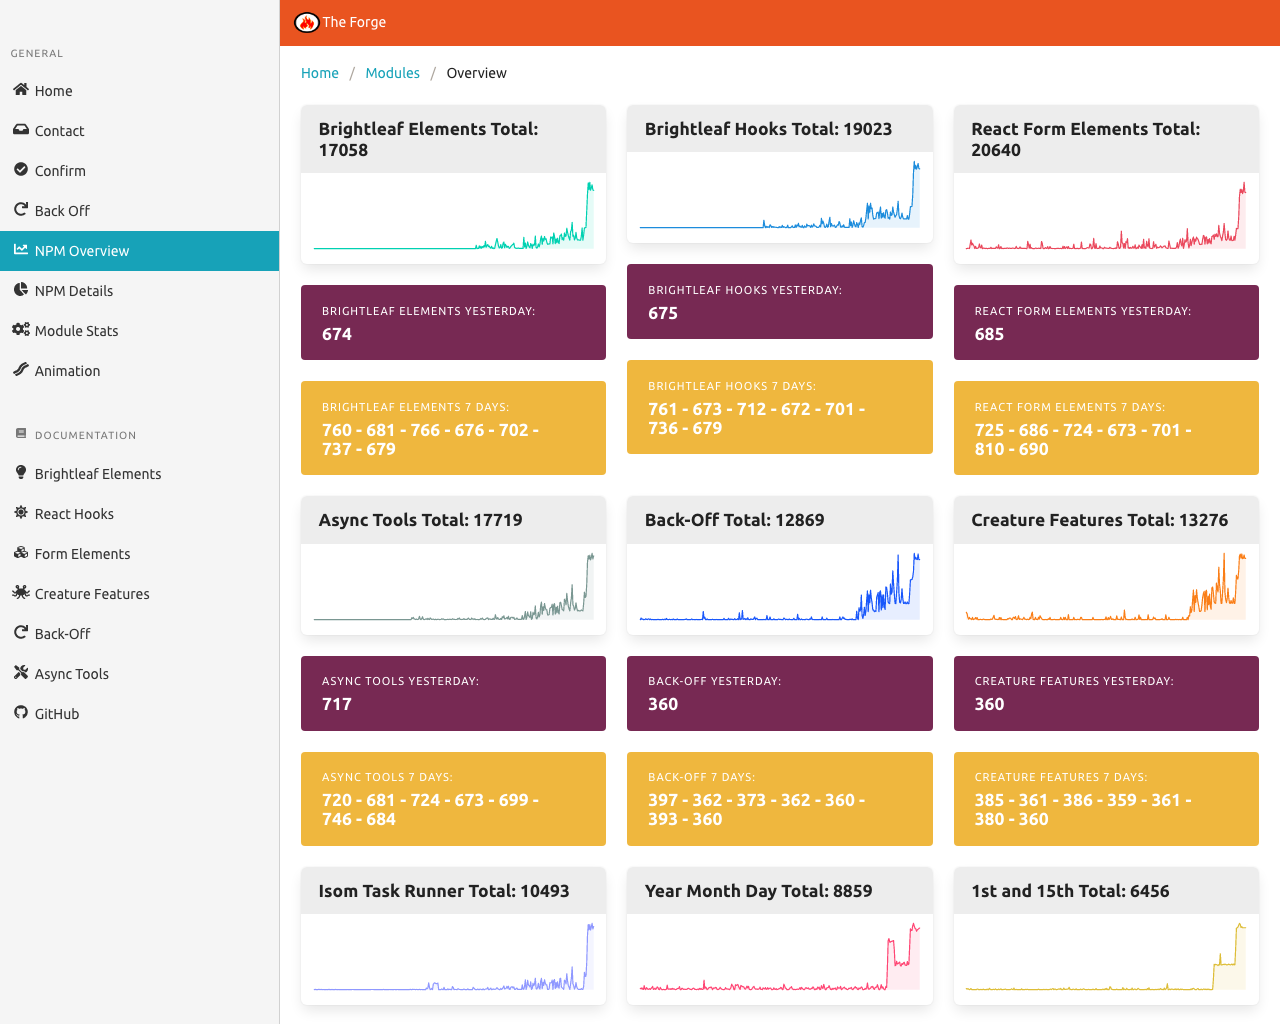 The Forge
GENERAL
Home
Contact
Confirm
Back Off
NPM Overview
NPM Details
Module Stats
Animation
DOCUMENTATION
Brightleaf Elements
React Hooks
Form Elements
Creature Features
Back-Off
Async Tools
GitHub
Home / Modules / Overview
Brightleaf Elements Total:
17058
BRIGHTLEAF ELEMENTS YESTERDAY:
674
BRIGHTLEAF ELEMENTS 7 DAYS:
760 - 681 - 766 - 676 - 702 -
737 - 679
Brightleaf Hooks Total: 19023
BRIGHTLEAF HOOKS YESTERDAY:
675
BRIGHTLEAF HOOKS 7 DAYS:
761 - 673 - 712 - 672 - 701 -
736 - 679
React Form Elements Total:
20640
REACT FORM ELEMENTS YESTERDAY:
685
REACT FORM ELEMENTS 7 DAYS:
725 - 686 - 724 - 673 - 701 -
810 - 690
Async Tools Total: 17719
ASYNC TOOLS YESTERDAY:
717
ASYNC TOOLS 7 DAYS:
720 - 681 - 724 - 673 - 699 -
746 - 684
Back-Off Total: 12869
BACK-OFF YESTERDAY:
360
BACK-OFF 7 DAYS:
397 - 362 - 373 - 362 - 360 -
393 - 360
Creature Features Total: 13276
CREATURE FEATURES YESTERDAY:
360
CREATURE FEATURES 7 DAYS:
385 - 361 - 386 - 359 - 361 -
380 - 360
Isom Task Runner Total: 10493
Year Month Day Total: 8859
1st and 15th Total: 6456